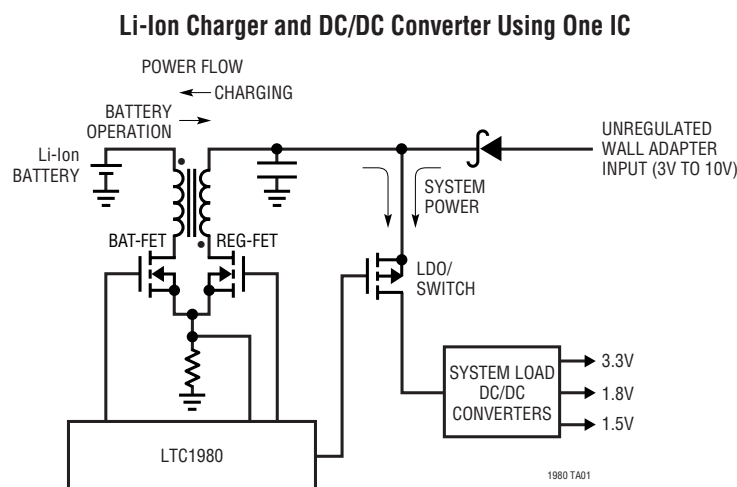 Li-Ion Charger and DC/DC Converter Using One IC
POWER FLOW
CHARGING
BATTERY
OPERATION
Li-Ion
BATTERY
UNREGULATED
WALL ADAPTER
INPUT (3V TO 10V)
SYSTEM
POWER
BAT-FET
REG-FET
LDO/
SWITCH
SYSTEM LOAD
DC/DC
CONVERTERS
3.3V
1.8V
1.5V
LTC1980
1980 TA01